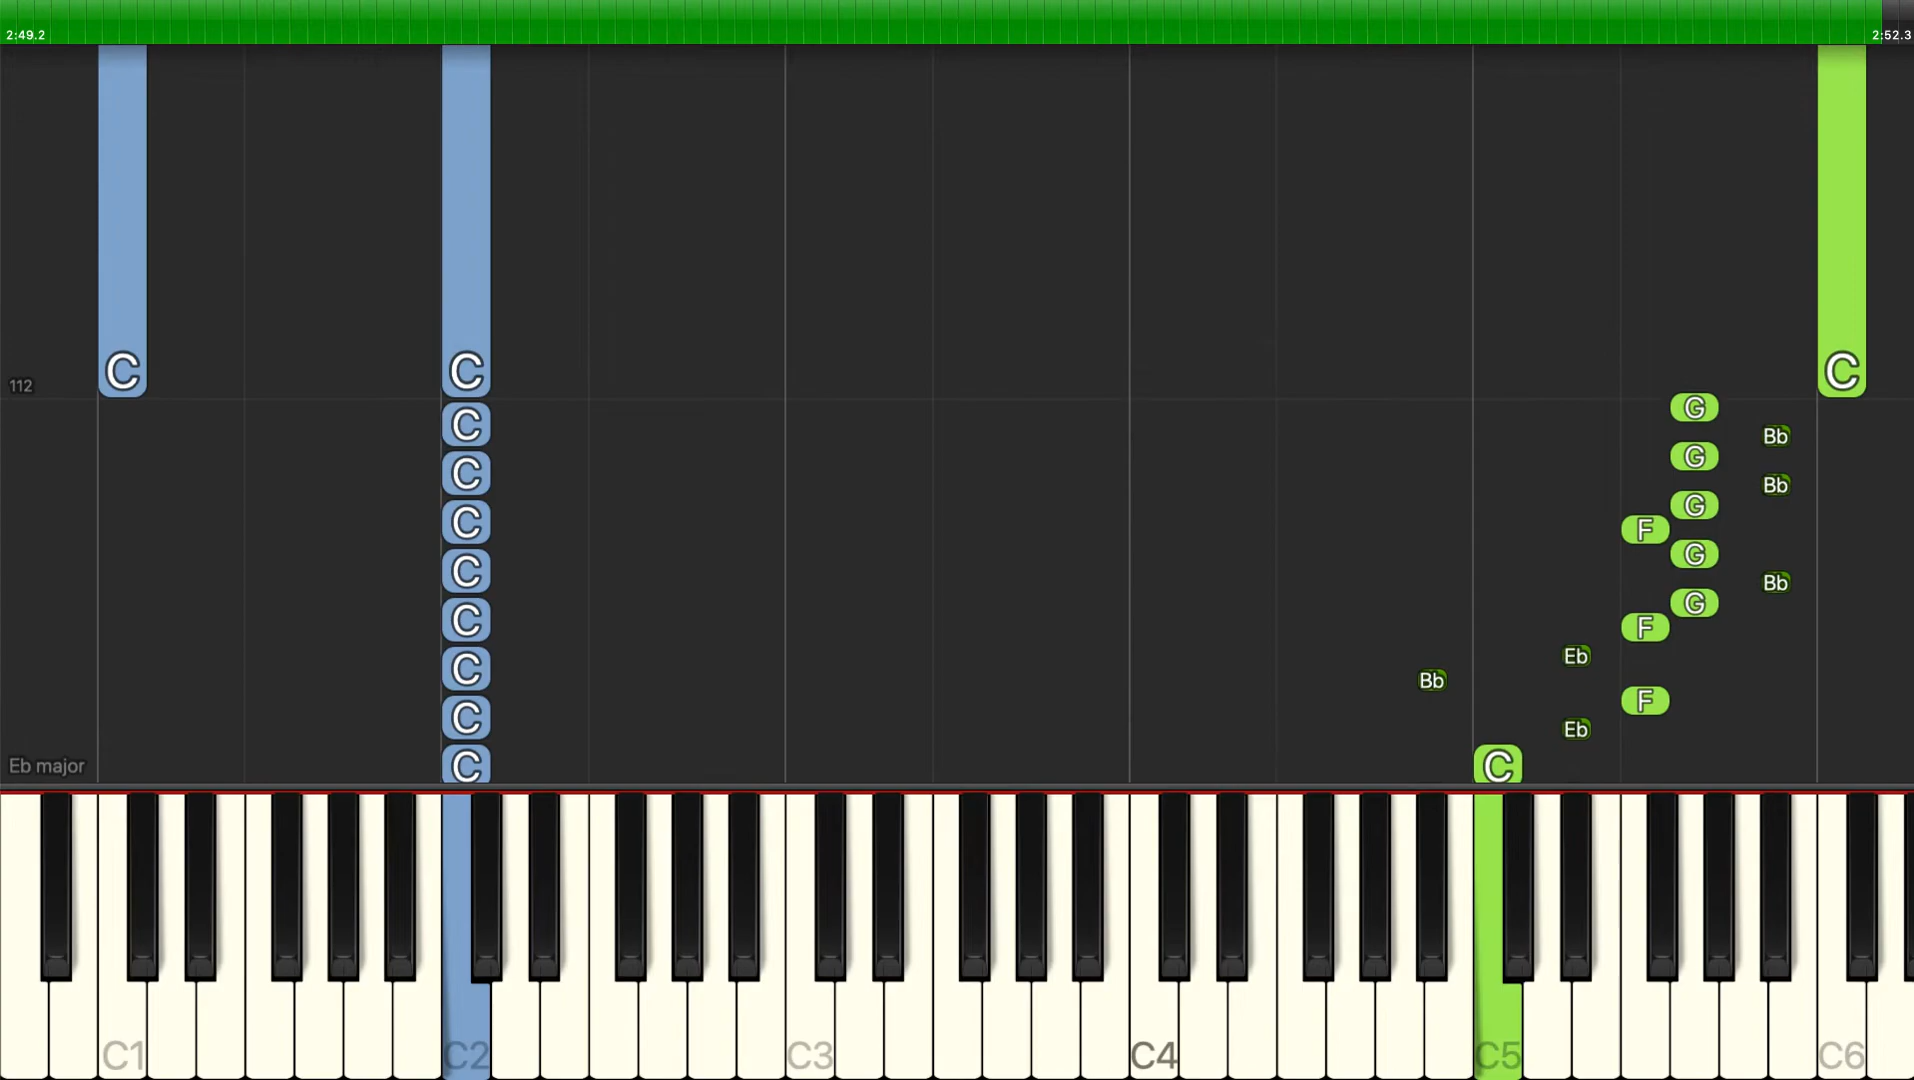 2:49.2 2:52.3
C C C
112
G
C Bb
C G
Bb
G
C F
G
C Bb
G
C F
Eb
C Bb
F
C Eb
Eb major C C
C1 C2 C3 C4 C5 C6